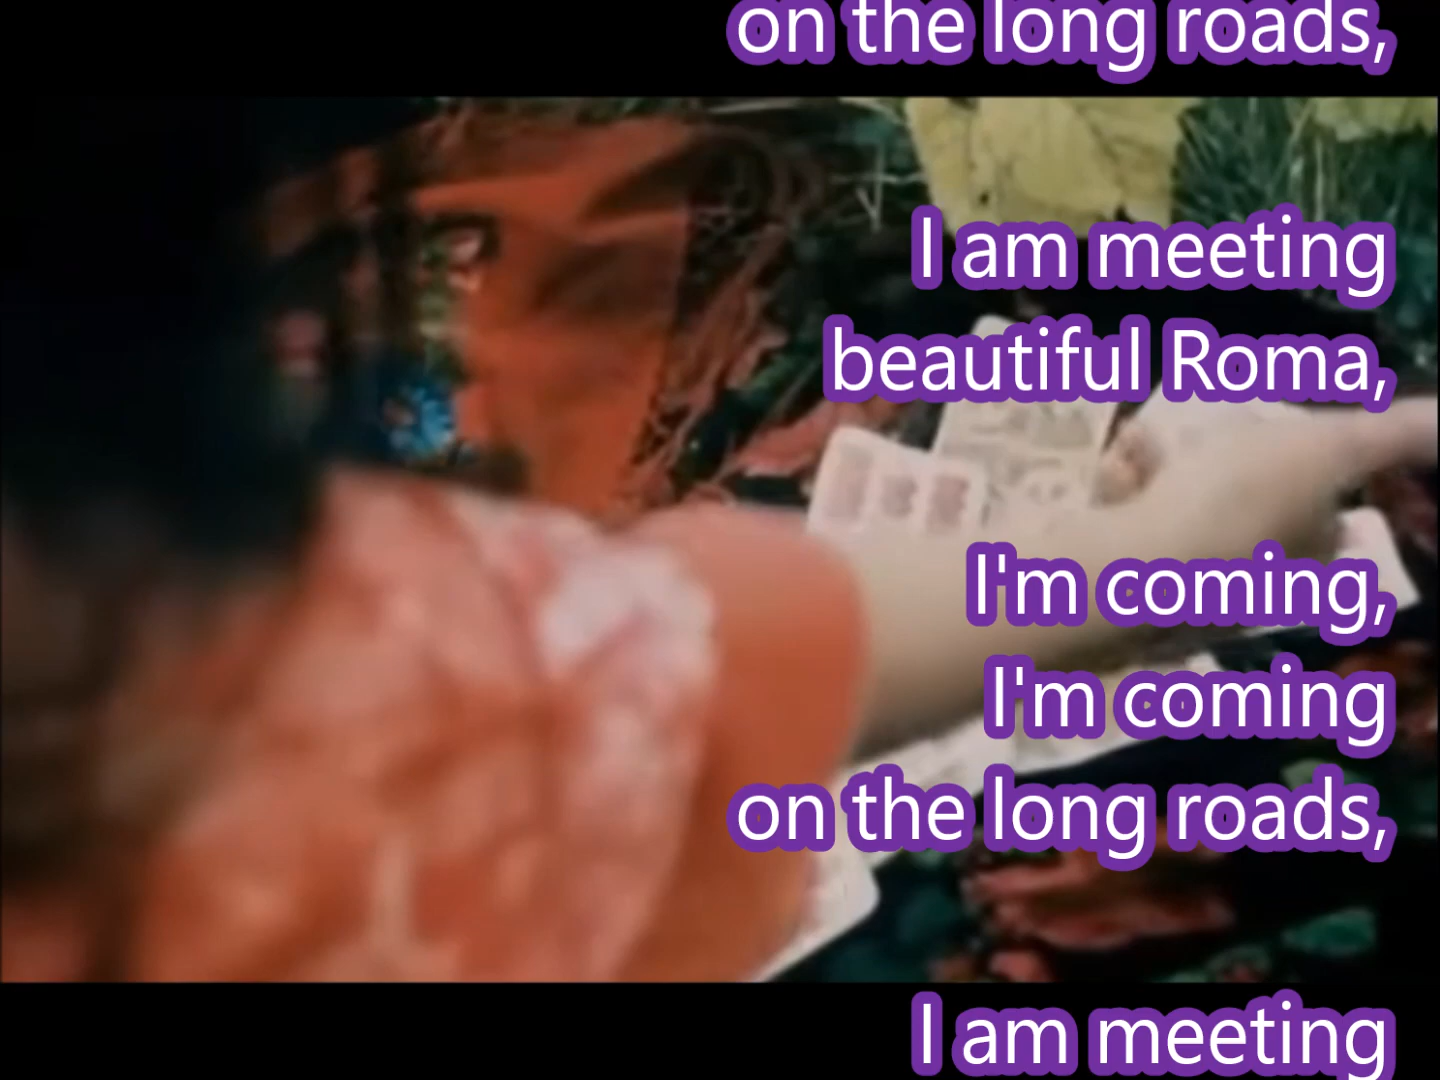 on the long roads,
I am meeting
beautiful Roma,
I'm coming,
I'm coming
on the long roads,
I am meeting